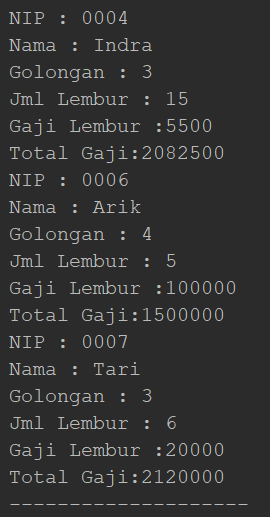 NIP : 0004
Nama : Indra
Golongan : 3
Jml Lembur : 15
Gaji Lembur :5500
Total Gaji:2082500
NIP : 0006
Nama : Arik
Golongan : 4
Jml Lembur : 5
Gaji Lembur :100000
Total Gaji:1500000
NIP : 0007
Nama : Tari
Golongan : 3
Jml Lembur : 6
Gaji Lembur :20000
Total Gaji:2120000
--------------------